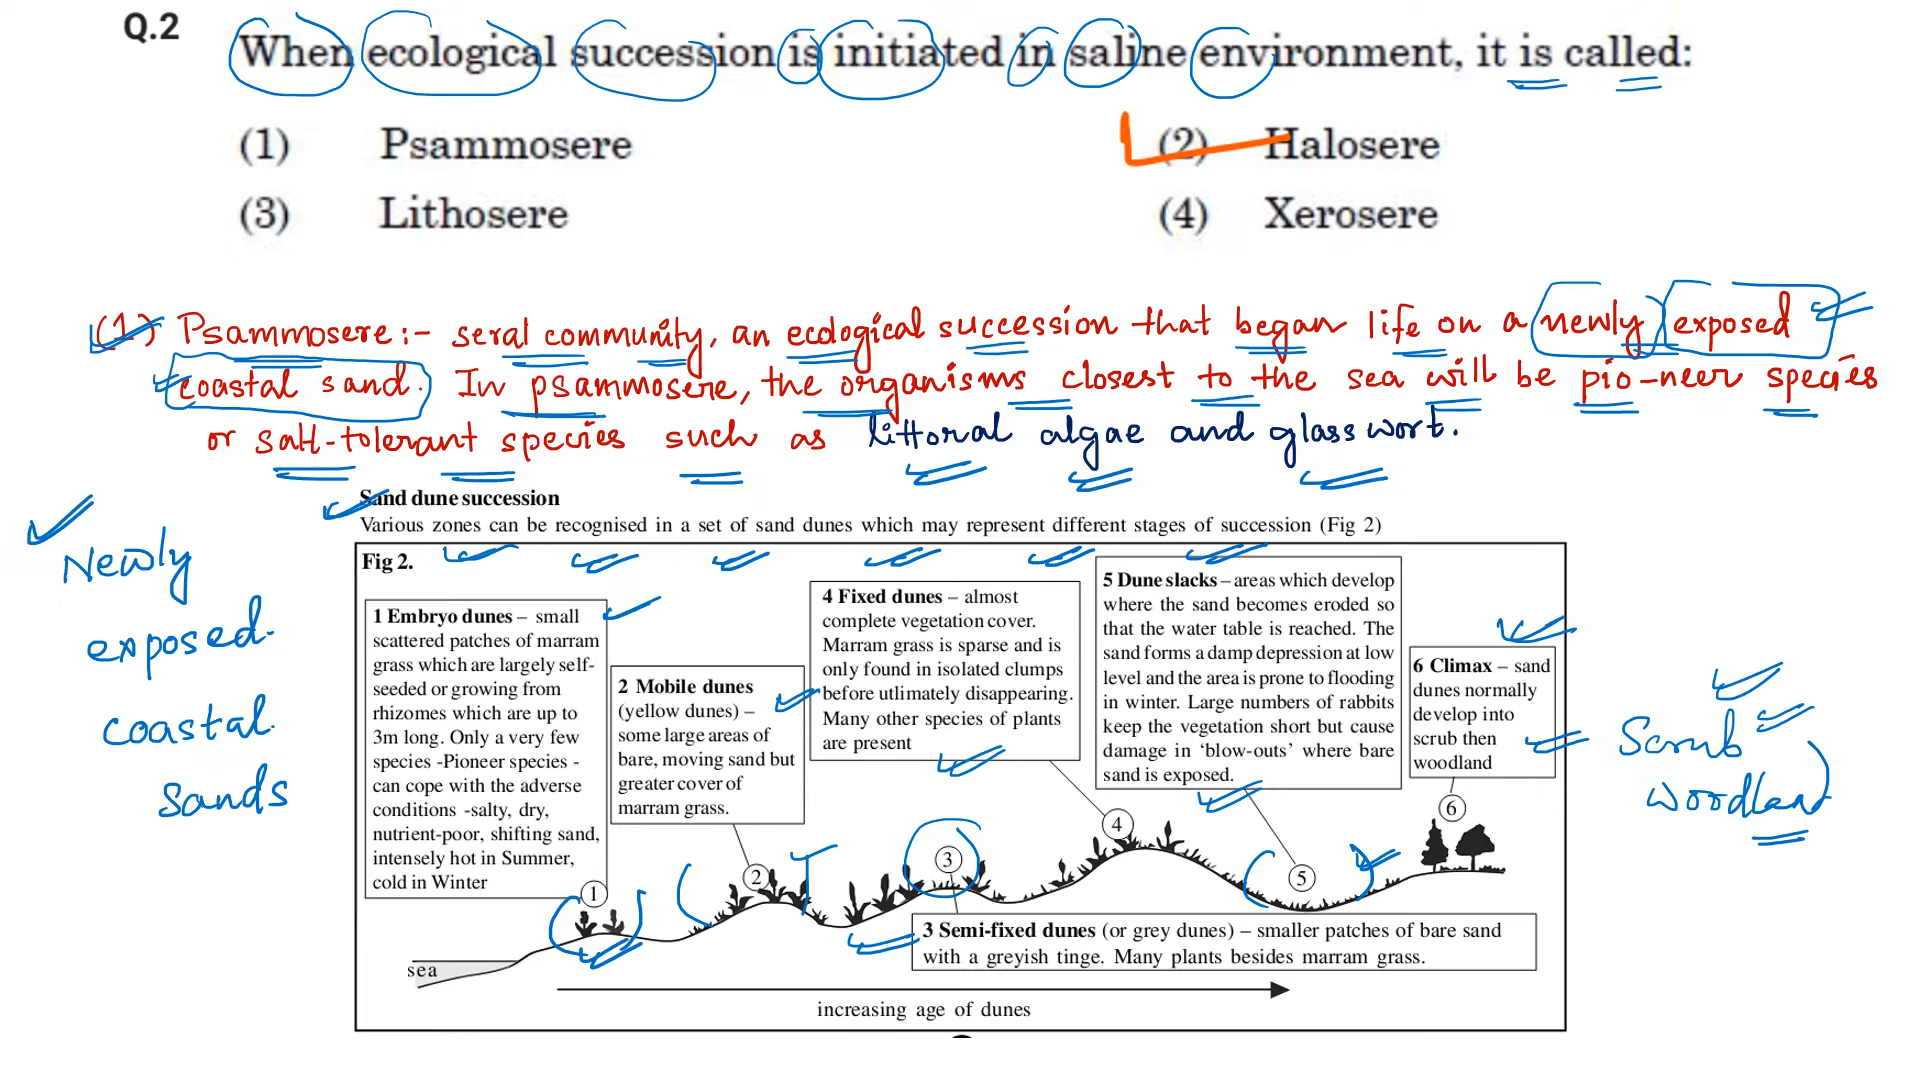 Q.2
When ecological succession is initiated in saline environment, it is called:
(1) Psammosere (2) Halosere
(3) Lithosere (4) Xerosere
(1) Psammosere :- seral community, an ecological succession that began life on a newly exposed
coastal sand. In psammosere, the organisms closest to the sea will be pio-neer species
or salt-tolerant species such as littoral algae and glasswort.
Sand dune succession
Various zones can be recognised in a set of sand dunes which may represent different stages of succession (Fig 2)
Newly
exposed
coastal
Sands
Fig 2.
1 Embryo dunes – small
scattered patches of marram
grass which are largely self-
seeded or growing from
rhizomes which are up to
3m long. Only a very few
species -Pioneer species -
can cope with the adverse
conditions -salty, dry,
nutrient-poor, shifting sand,
intensely hot in Summer,
cold in Winter
2 Mobile dunes
(yellow dunes) –
some large areas of
bare, moving sand but
greater cover of
marram grass.
4 Fixed dunes – almost
complete vegetation cover.
Marram grass is sparse and is
only found in isolated clumps
before utlimately disappearing.
Many other species of plants
are present
5 Dune slacks – areas which develop
where the sand becomes eroded so
that the water table is reached. The
sand forms a damp depression at low
level and the area is prone to flooding
in winter. Large numbers of rabbits
keep the vegetation short but cause
damage in ‘blow-outs’ where bare
sand is exposed.
6 Climax – sand
dunes normally
develop into
scrub then
woodland
Scrub
woodland
1
2
3
4
5
6
3 Semi-fixed dunes (or grey dunes) – smaller patches of bare sand
with a greyish tinge. Many plants besides marram grass.
sea
increasing age of dunes